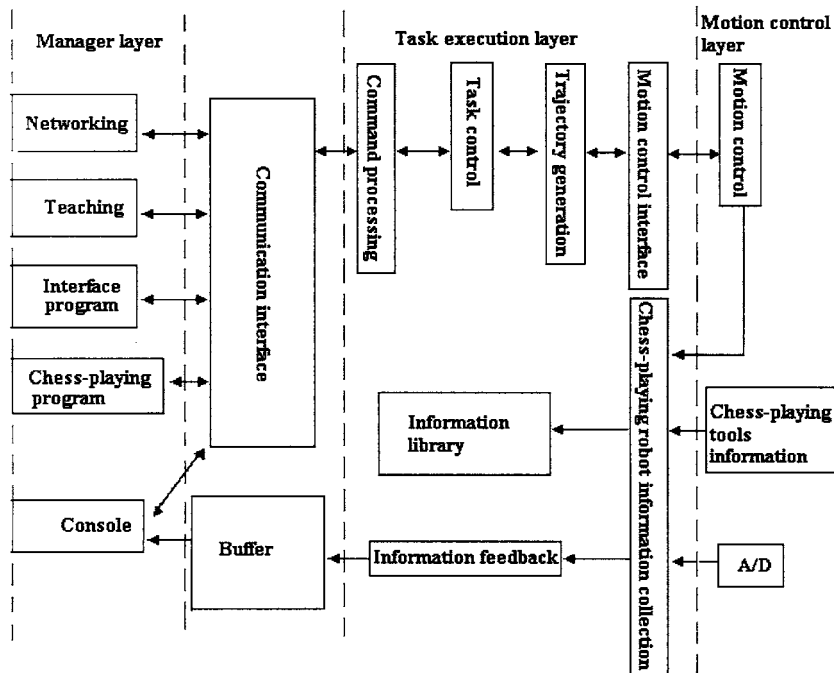 Manager layer
Task execution layer
Motion control
layer
Networking
Teaching
Interface
program
Chess-playing
program
Console
Communication interface
Buffer
Command processing
Task control
Trajectory generation
Motion control interface
Motion control
Information
library
Information feedback
Chess-playing robot information collection
Chess-playing
tools
information
A/D